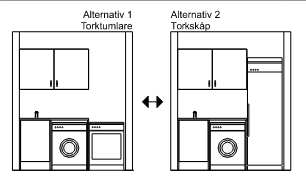 Alternativ 1
Torktumlare
Alternativ 2
Torkskåp